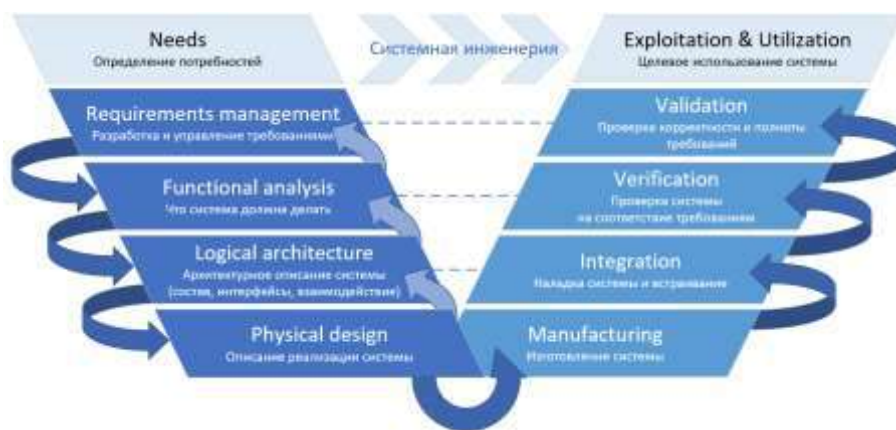 Needs
Определение потребностей
Системная инженерия
Exploitation & Utilization
Целевое использование системы
Requirements management
Разработка и управление требованиями
Validation
Проверка корректности и полноты
требований
Functional analysis
Что система должна делать
Verification
Проверка системы
на соответствие требованиям
Logical architecture
Архитектурное описание системы
(состав, интерфейсы, взаимодействие)
Integration
Наладка системы и встраивание
Physical design
Описание реализации системы
Manufacturing
Изготовление системы